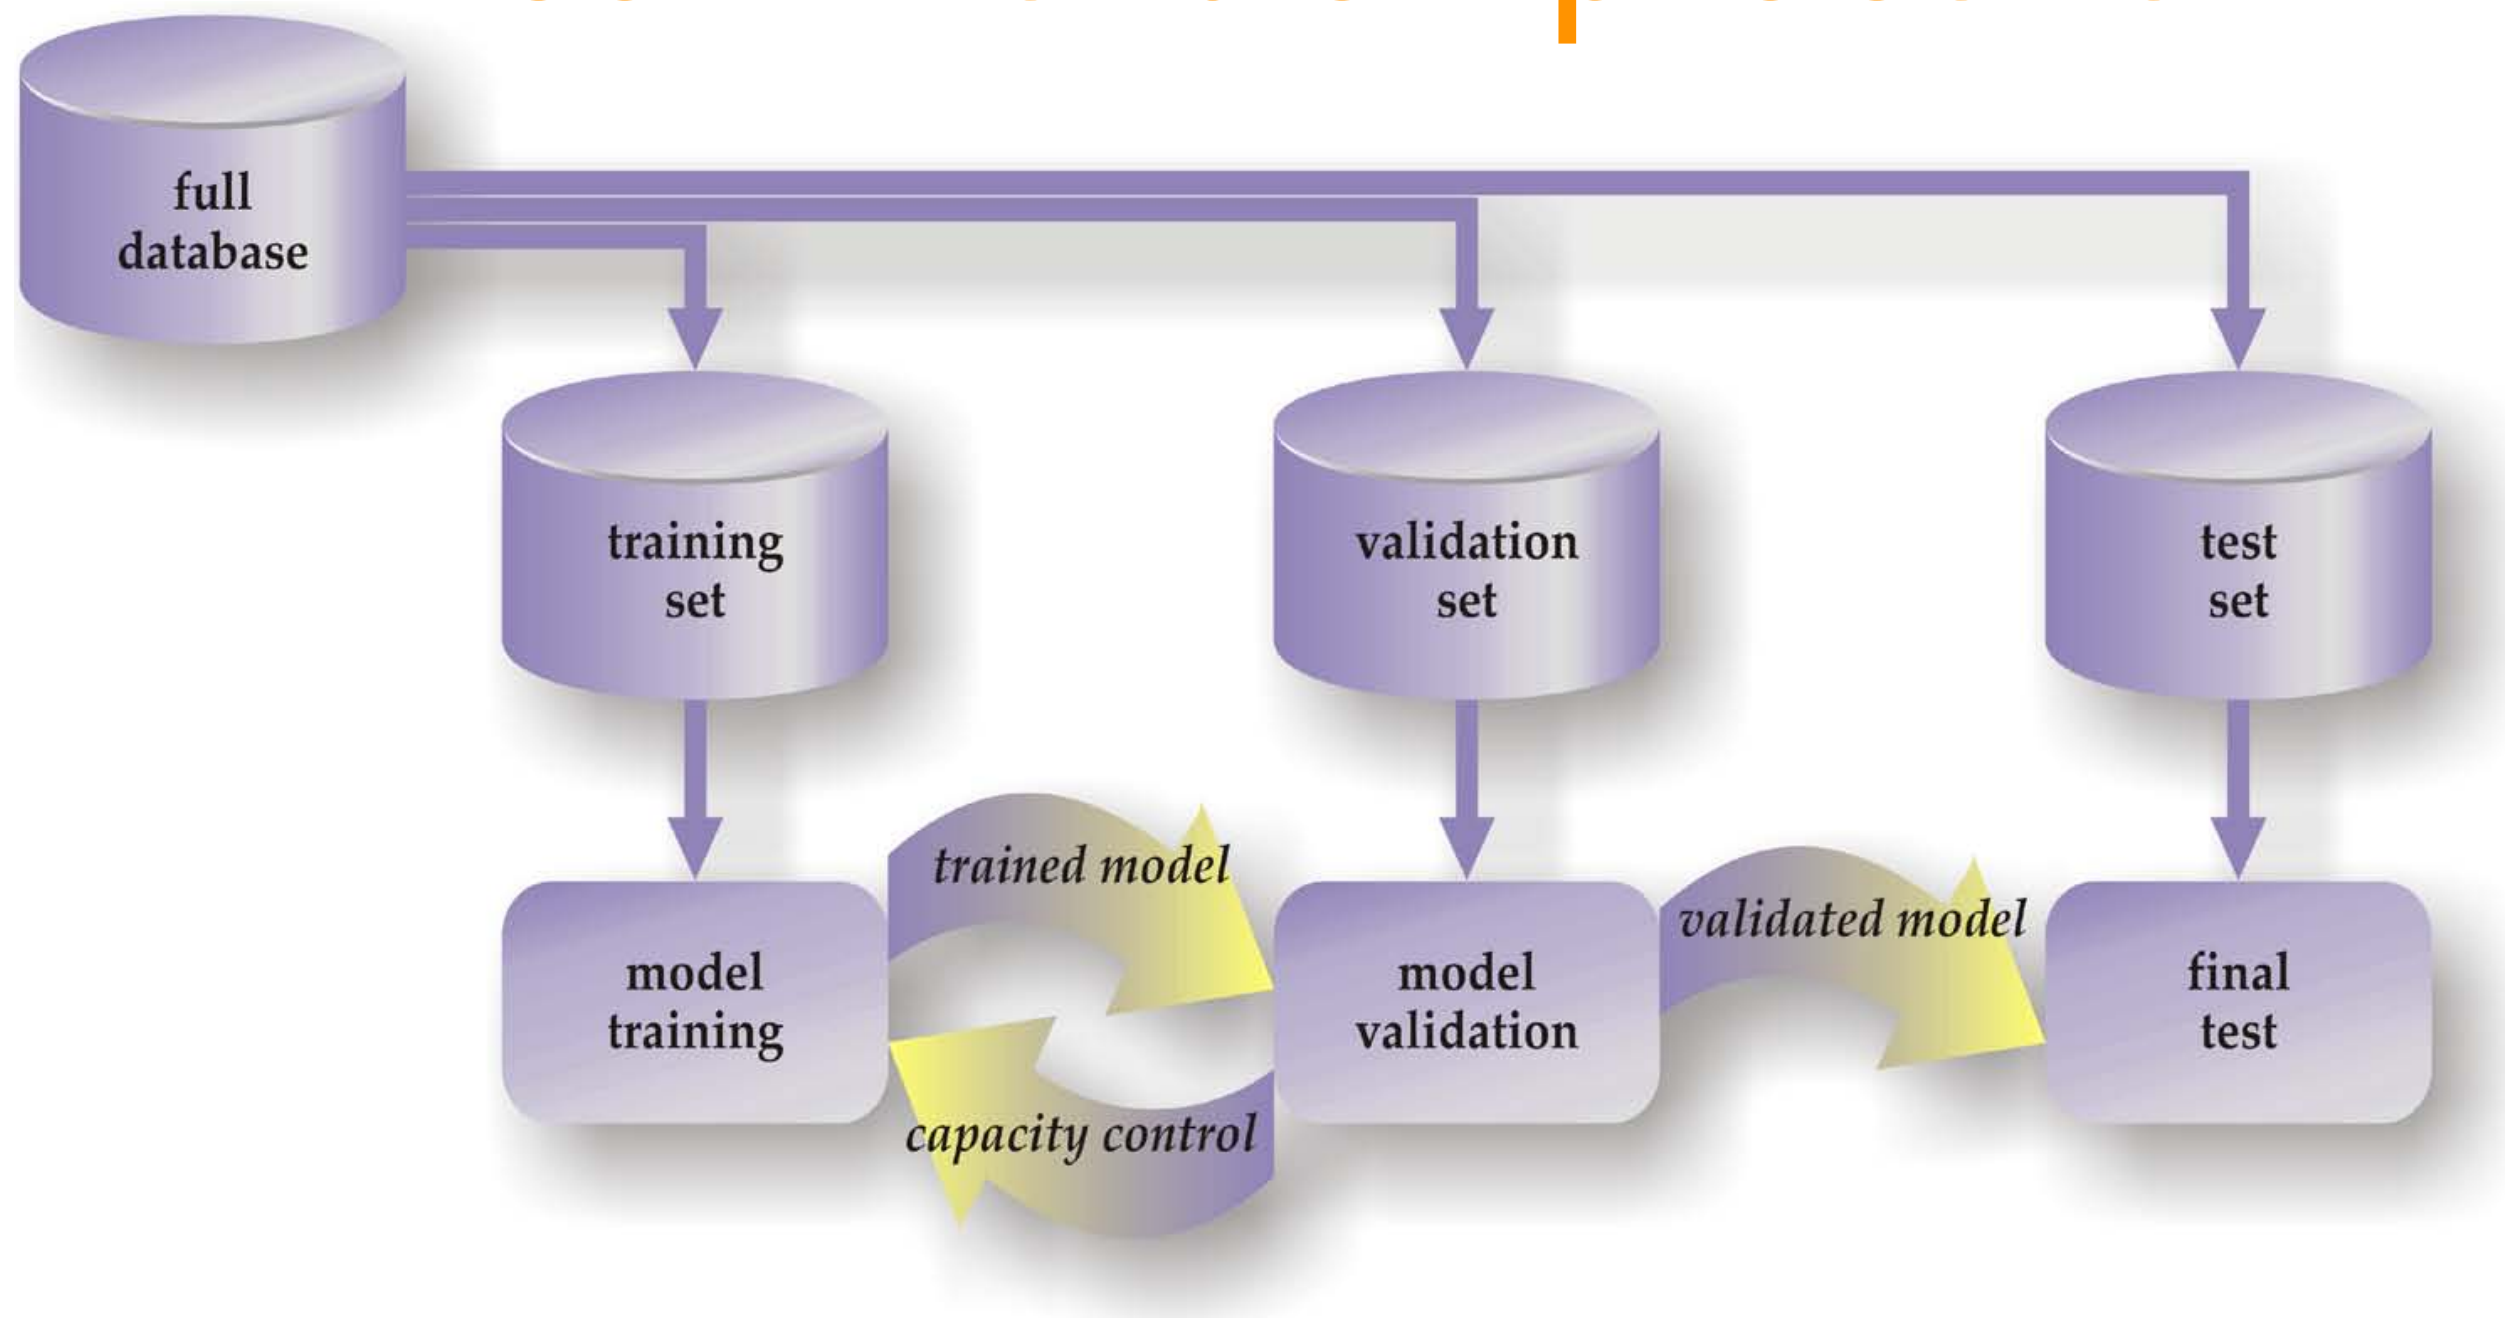 full
database
training
set
validation
set
test
set
trained model
validated model
model
training
model
validation
final
test
capacity control